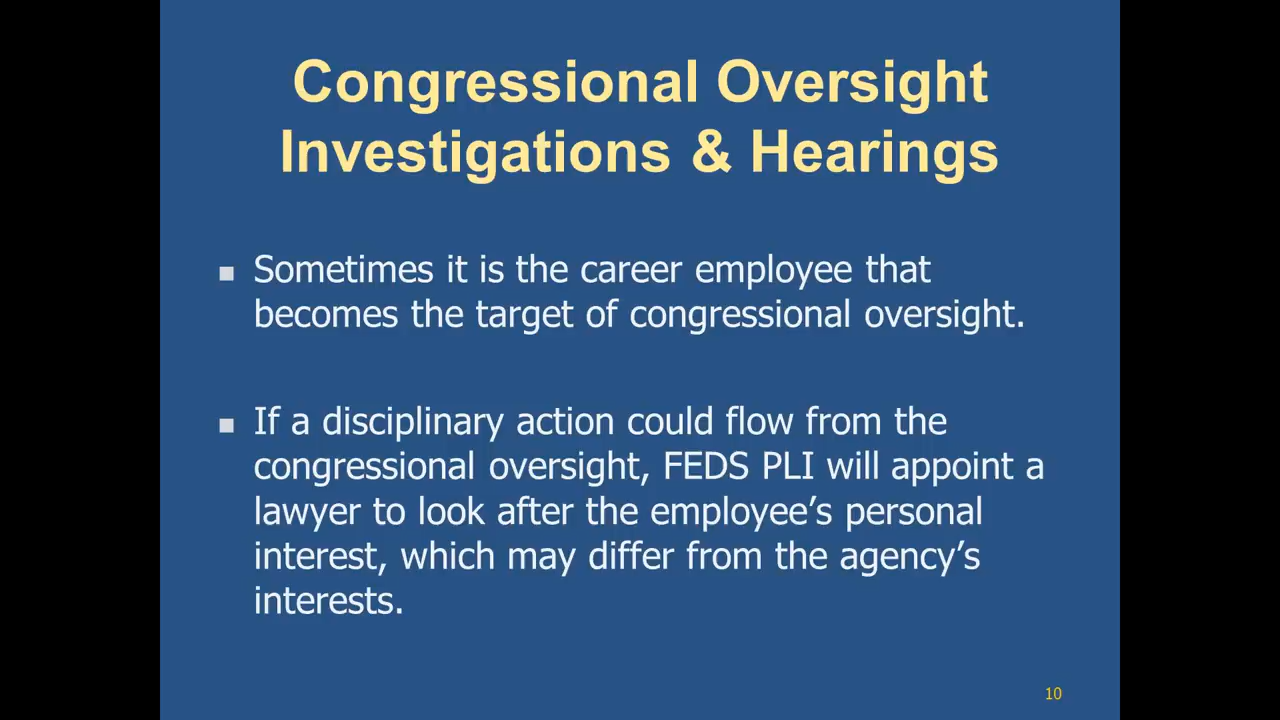 Congressional Oversight
Investigations & Hearings
Sometimes it is the career employee that
becomes the target of congressional oversight.
If a disciplinary action could flow from the
congressional oversight, FEDS PLI will appoint a
lawyer to look after the employee’s personal
interest, which may differ from the agency’s
interests.
10